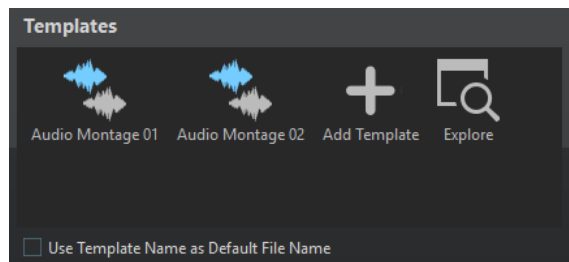 Templates
Audio Montage 01 Audio Montage 02 Add Template Explore
Use Template Name as Default File Name